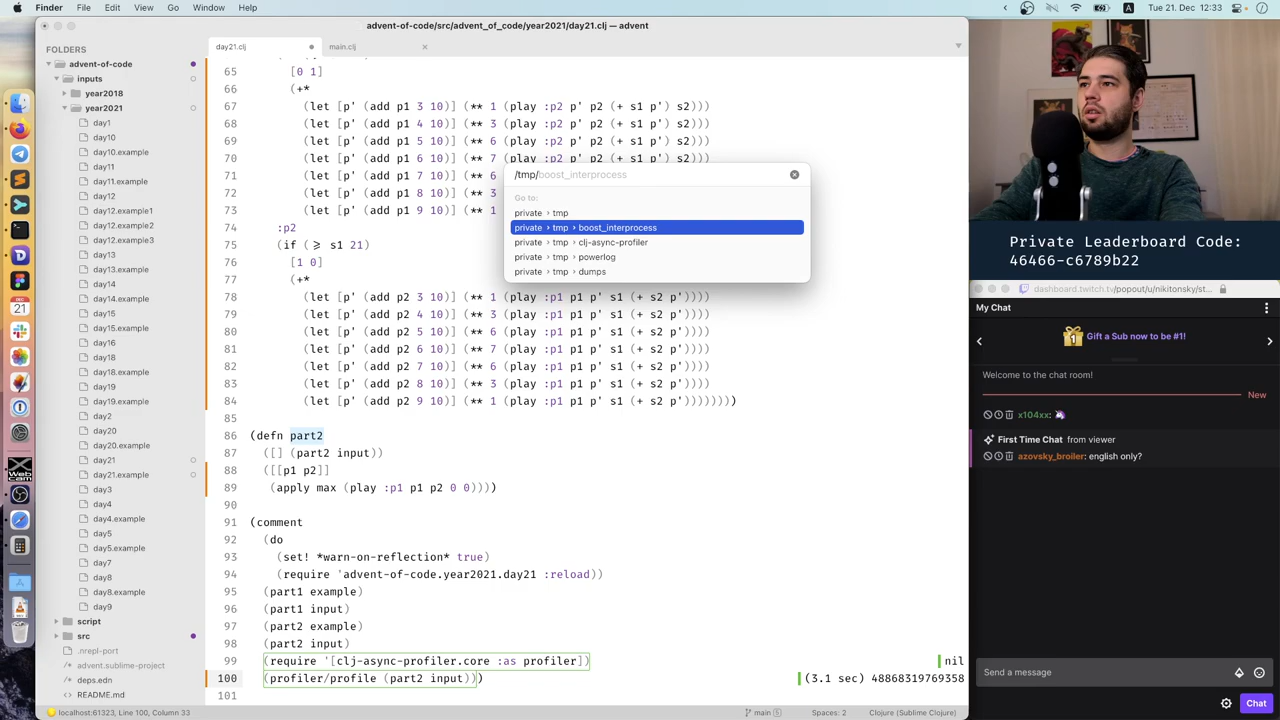 Finder File Edit View Go Window Help
A Tue 21. Dec 12:33
advent-of-code/src/advent_of_code/year2021/day21.clj — advent
FOLDERS
advent-of-code
inputs
year2018
year2021
day1
day10
day10.example
day11
day11.example
day12
day12.example1
day12.example2
day12.example3
day13
day13.example
day14
day14.example
day15
day15.example
day16
day18
day18.example
day19
day19.example
day2
day20
day20.example
day21
day21.example
day3
day4
day4.example
day5
day5.example
day7
day8
day8.example
day9
script
src
.nrepl-port
advent.sublime-project
deps.edn
README.md
day21.clj
main.clj
65 [0 1]
66 (+*
67 (let [p' (add p1 3 10)] (** 1 (play :p2 p' p2 (+ s1 p') s2)))
68 (let [p' (add p1 4 10)] (** 3 (play :p2 p' p2 (+ s1 p') s2)))
69 (let [p' (add p1 5 10)] (** 6 (play :p2 p' p2 (+ s1 p') s2)))
70 (let [p' (add p1 6 10)] (** 7 (play :p2 p' p2 (+ s1 p') s2)))
71 (let [p' (add p1 7 10)] (** 6
72 (let [p' (add p1 8 10)] (** 3
73 (let [p' (add p1 9 10)] (** 1
74 :p2
75 (if (≥ s1 21)
76 [1 0]
77 (+*
78 (let [p' (add p2 3 10)] (** 1 (play :p1 p1 p' s1 (+ s2 p'))))
79 (let [p' (add p2 4 10)] (** 3 (play :p1 p1 p' s1 (+ s2 p'))))
80 (let [p' (add p2 5 10)] (** 6 (play :p1 p1 p' s1 (+ s2 p'))))
81 (let [p' (add p2 6 10)] (** 7 (play :p1 p1 p' s1 (+ s2 p'))))
82 (let [p' (add p2 7 10)] (** 6 (play :p1 p1 p' s1 (+ s2 p'))))
83 (let [p' (add p2 8 10)] (** 3 (play :p1 p1 p' s1 (+ s2 p'))))
84 (let [p' (add p2 9 10)] (** 1 (play :p1 p1 p' s1 (+ s2 p'))))))))
85
86 (defn part2
87 ([] (part2 input))
88 ([[p1 p2]]
89 (apply max (play :p1 p1 p2 0 0))))
90
91 (comment
92 (do
93 (set! *warn-on-reflection* true)
94 (require 'advent-of-code.year2021.day21 :reload))
95 (part1 example)
96 (part1 input)
97 (part2 example)
98 (part2 input)
99 (require '[clj-async-profiler.core :as profiler]) nil
100 (profiler/profile (part2 input))) (3.1 sec) 48868319769358
101
/tmp/boost_interprocess
Go to:
private › tmp
private › tmp › boost_interprocess
private › tmp › clj-async-profiler
private › tmp › powerlog
private › tmp › dumps
localhost:61323, Line 100, Column 33
main
Spaces: 2
Clojure (Sublime Clojure)
Private Leaderboard Code:
46466-c6789b22
dashboard.twitch.tv/popout/u/nikitonsky/st...
My Chat
Gift a Sub now to be #1!
Welcome to the chat room!
New
x104xx:
First Time Chat from viewer
azovsky_broiler: english only?
Send a message
Chat
DEC
21